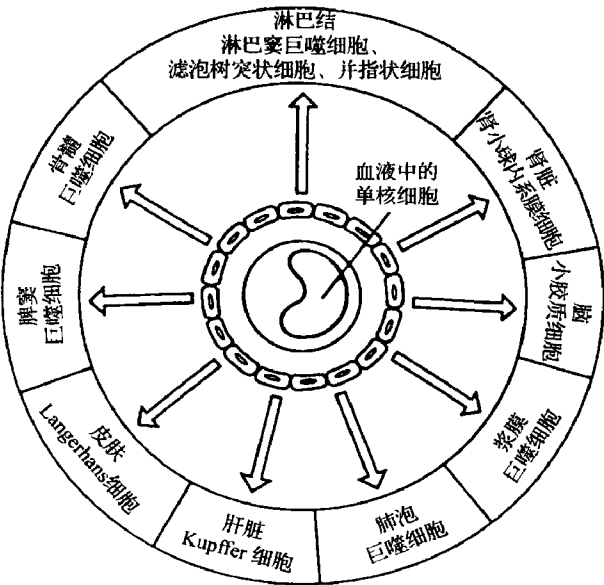 淋巴结
淋巴窦巨噬细胞、
滤泡树突状细胞、并指状细胞
肾脏
肾小球内系膜细胞
脑
小胶质细胞
浆膜
巨噬细胞
肺泡
巨噬细胞
肝脏
Kupffer 细胞
皮肤
Langerhans细胞
脾窦
巨噬细胞
骨髓
巨噬细胞
血液中的
单核细胞